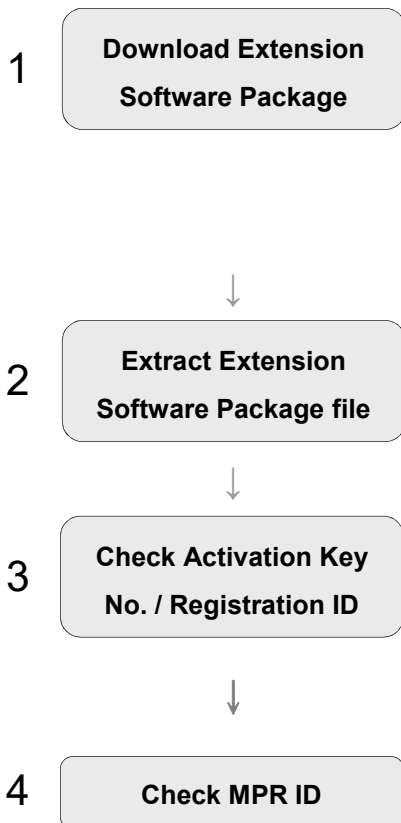 1
Download Extension
Software Package
↓
2
Extract Extension
Software Package file
↓
3
Check Activation Key
No. / Registration ID
↓
4
Check MPR ID